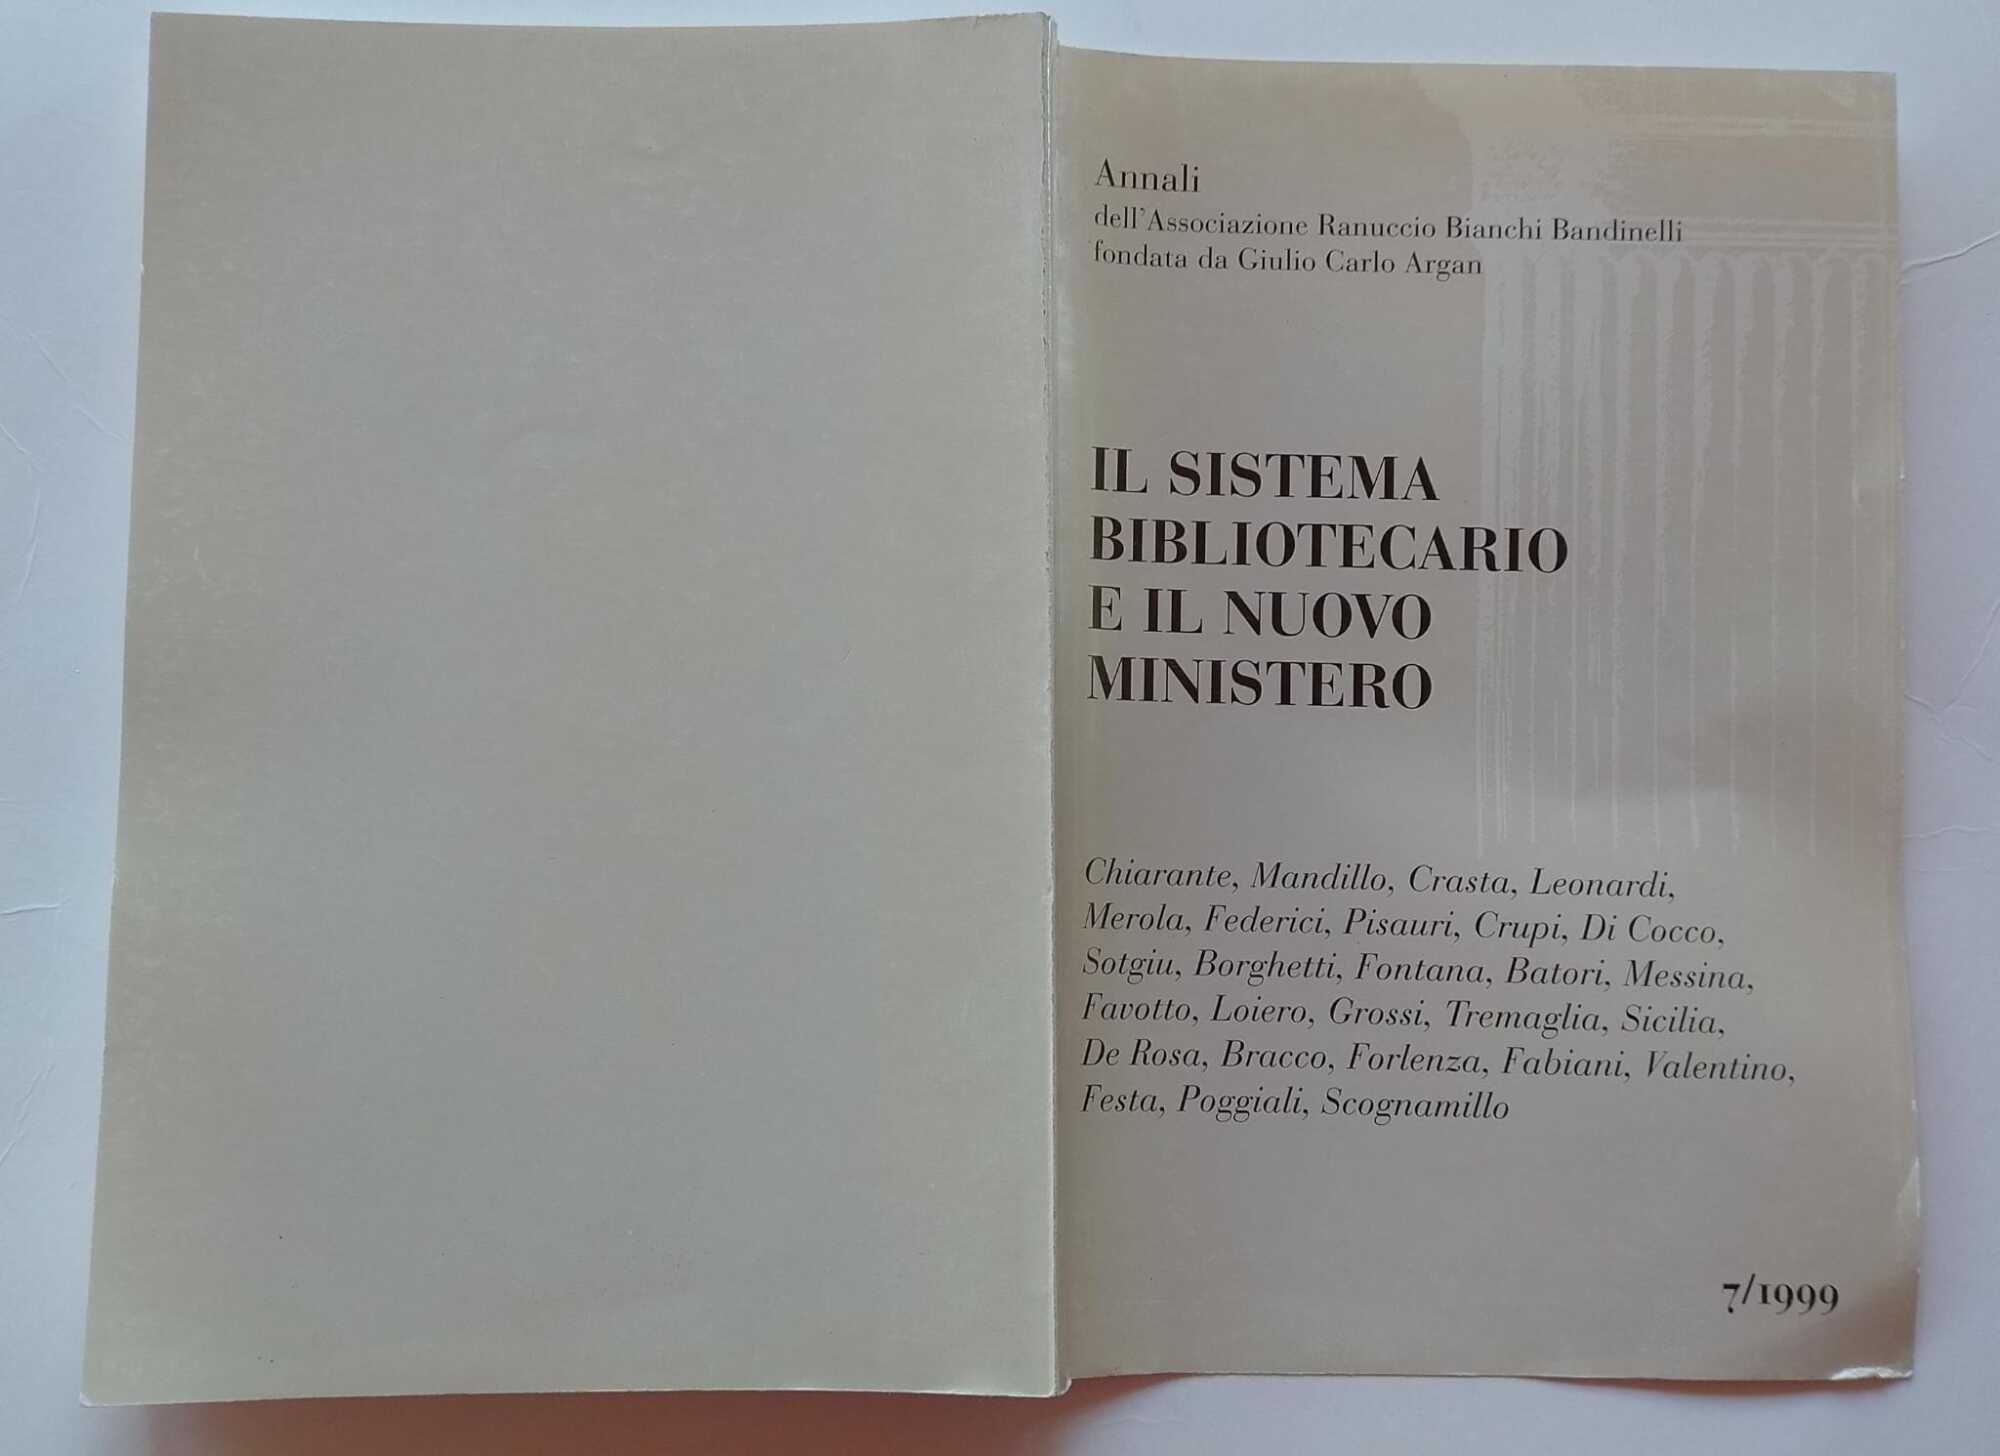 Annali
dell'Associazione Ranuccio Bianchi Bandinelli
fondata da Giulio Carlo Argan
IL SISTEMA
BIBLIOTECARIO
E IL NUOVO
MINISTERO
Chiarante, Mandillo, Crasta, Leonardi,
Merola, Federici, Pisauri, Crupi, Di Cocco,
Sotgiu, Borghetti, Fontana, Batori, Messina,
Favotto, Loiero, Grossi, Tremaglia, Sicilia,
De Rosa, Bracco, Forlenza, Fabiani, Valentino,
Festa, Poggiali, Scognamillo
7/1999